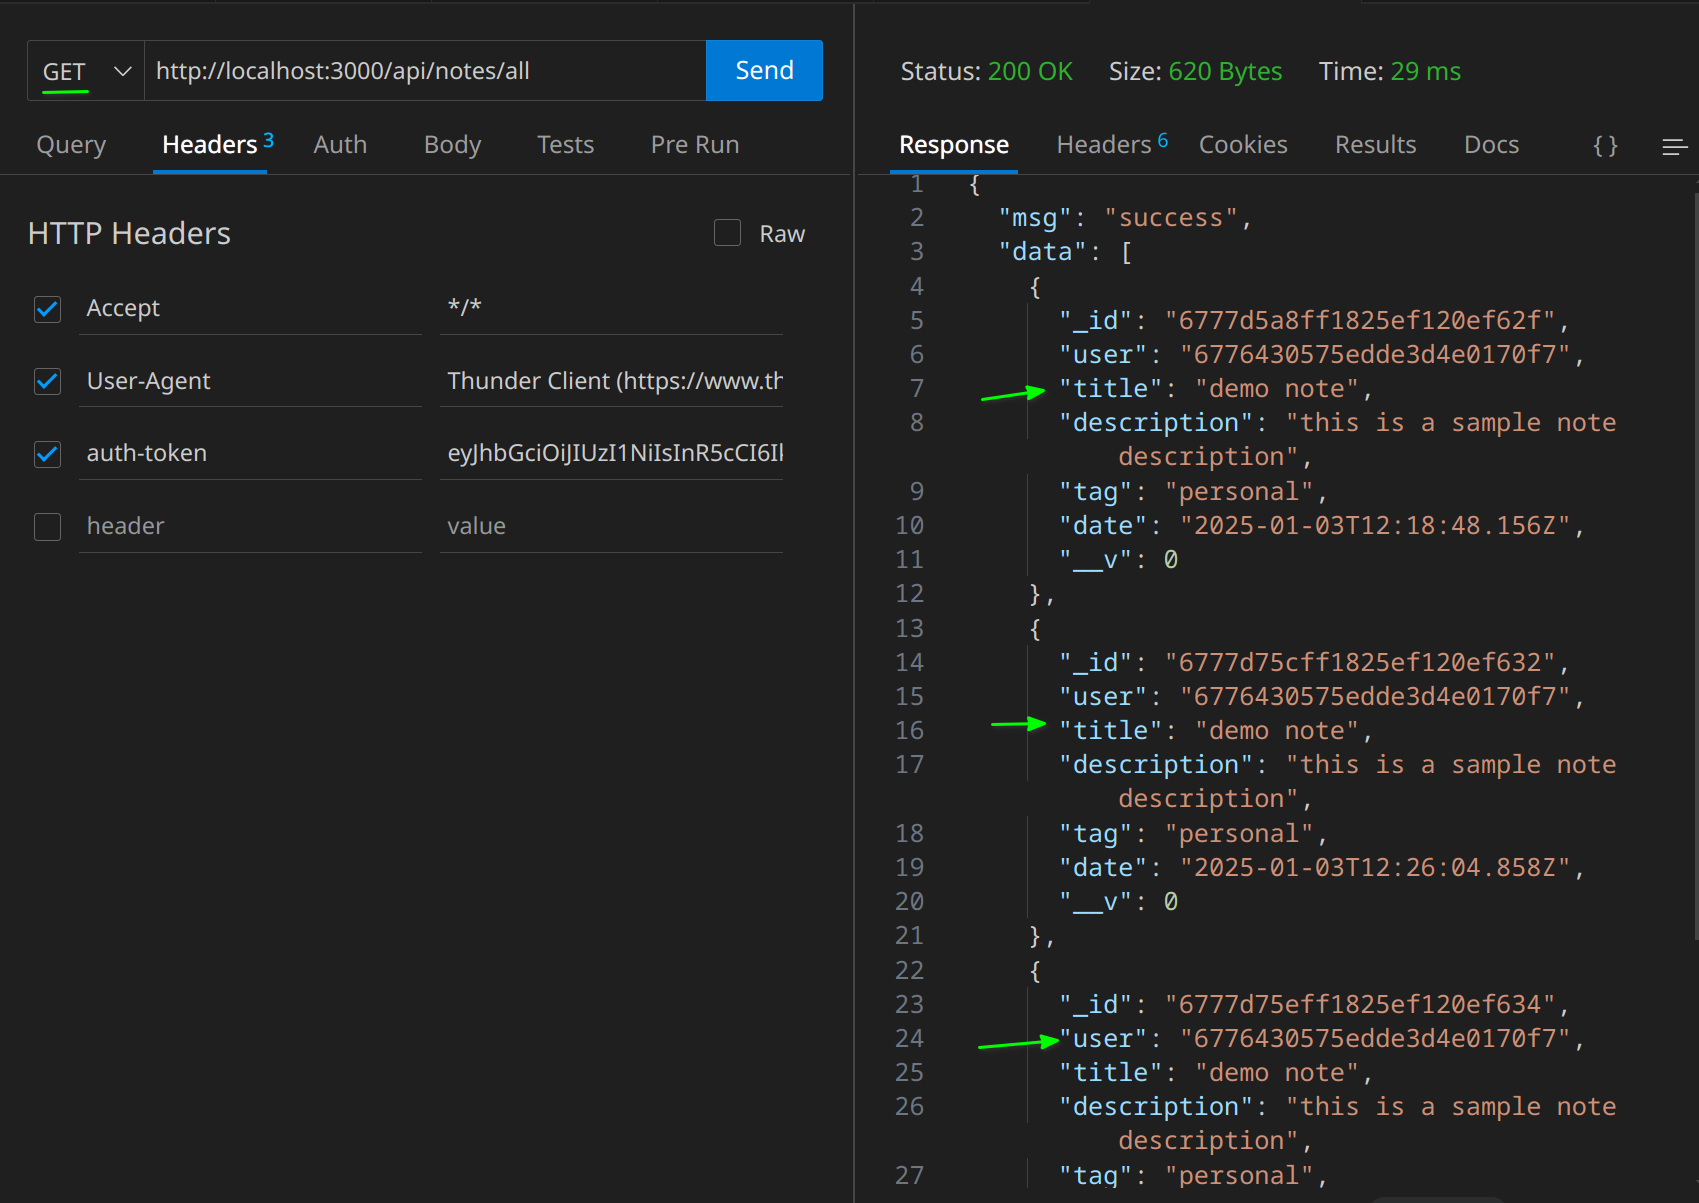 GET http://localhost:3000/api/notes/all Send
Query Headers 3 Auth Body Tests Pre Run
HTTP Headers Raw
Accept */*
User-Agent Thunder Client (https://www.th
auth-token eyJhbGciOiJIUzI1NiIsInR5cCI6Ik
header value
Status: 200 OK Size: 620 Bytes Time: 29 ms
Response Headers 6 Cookies Results Docs {}
1 {
2 "msg": "success",
3 "data": [
4 {
5 "_id": "6777d5a8ff1825ef120ef62f",
6 "user": "6776430575edde3d4e0170f7",
7 "title": "demo note",
8 "description": "this is a sample note
description",
9 "tag": "personal",
10 "date": "2025-01-03T12:18:48.156Z",
11 "__v": 0
12 },
13 {
14 "_id": "6777d75cff1825ef120ef632",
15 "user": "6776430575edde3d4e0170f7",
16 "title": "demo note",
17 "description": "this is a sample note
description",
18 "tag": "personal",
19 "date": "2025-01-03T12:26:04.858Z",
20 "__v": 0
21 },
22 {
23 "_id": "6777d75eff1825ef120ef634",
24 "user": "6776430575edde3d4e0170f7",
25 "title": "demo note",
26 "description": "this is a sample note
description",
27 "tag": "personal",